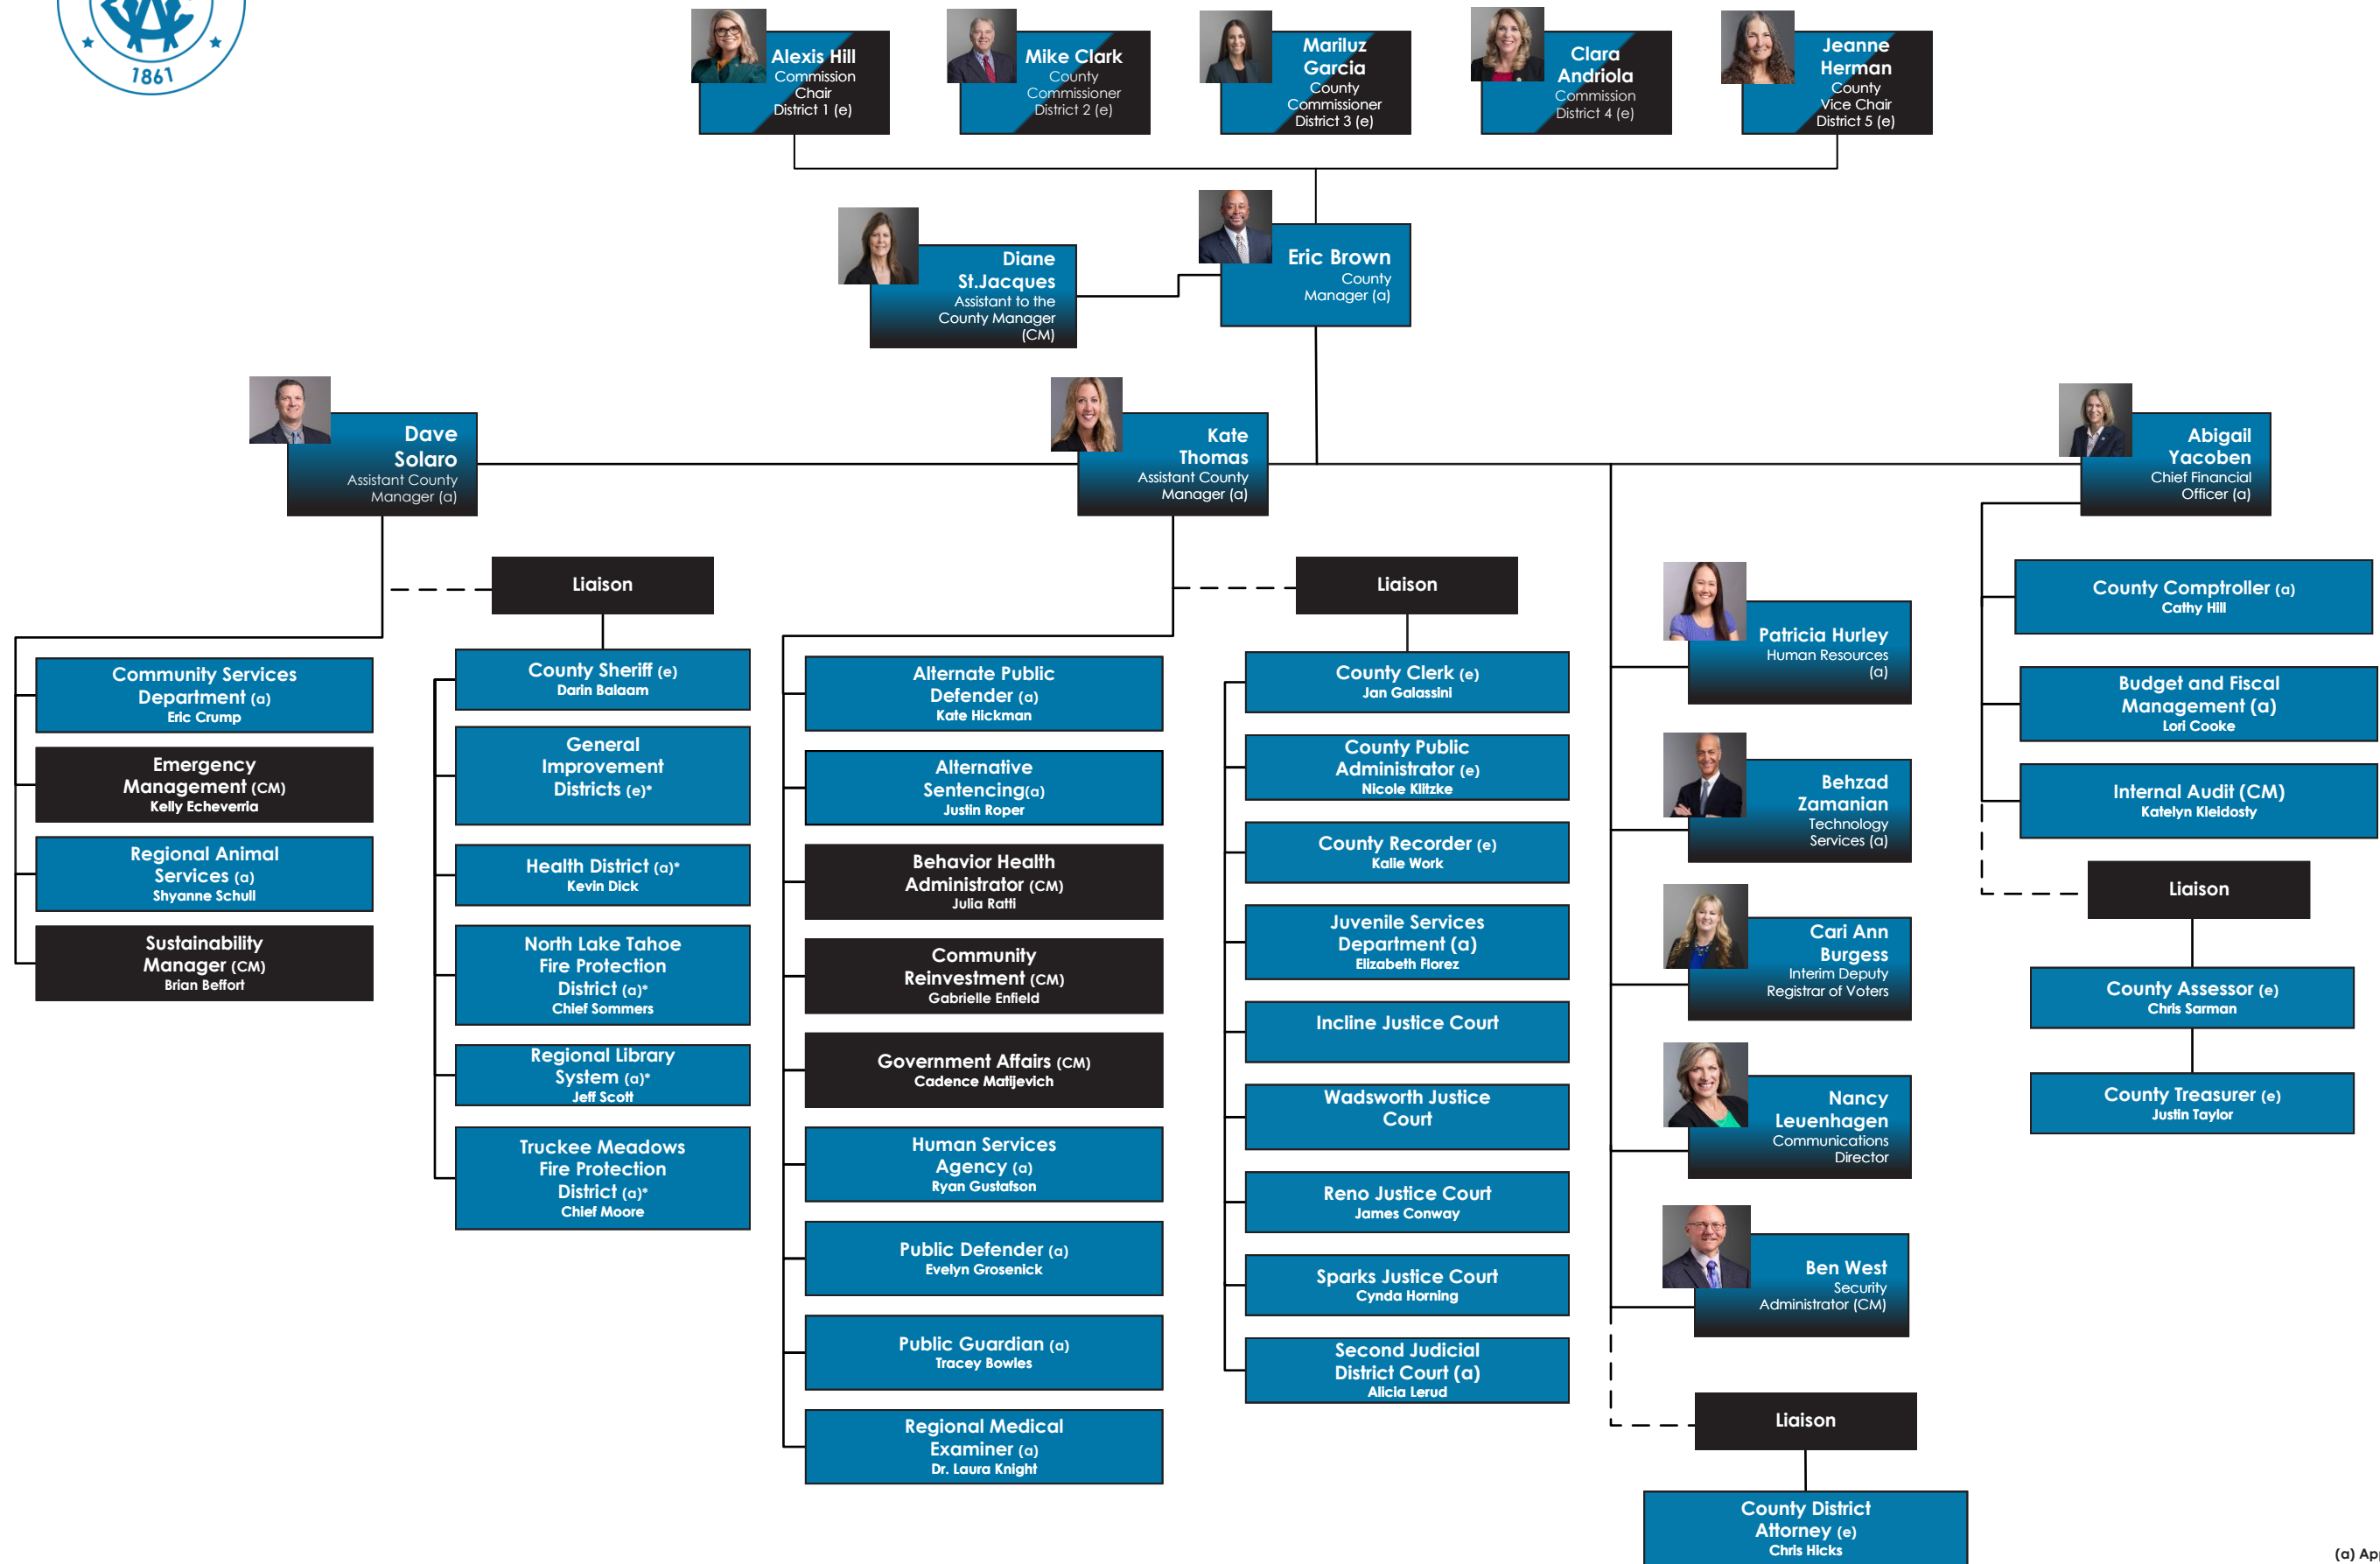 1861
Alexis Hill
Commission
Chair
District 1 (e)
Mike Clark
County
Commissioner
District 2 (e)
Mariluz
Garcia
County
Commissioner
District 3 (e)
Clara
Andriola
Commission
District 4 (e)
Jeanne
Herman
County
Vice Chair
District 5 (e)
Diane
St.Jacques
Assistant to the
County Manager
(CM)
Eric Brown
County
Manager (a)
Dave
Solaro
Assistant County
Manager (a)
Kate
Thomas
Assistant County
Manager (a)
Abigail
Yacoben
Chief Financial
Officer (a)
Community Services
Department (a)
Eric Crump
Emergency
Management (CM)
Kelly Echeverria
Regional Animal
Services (a)
Shyanne Schull
Sustainability
Manager (CM)
Brian Beffort
Liaison
County Sheriff (e)
Darin Balaam
General
Improvement
Districts (e)*
Health District (a)*
Kevin Dick
North Lake Tahoe
Fire Protection
District (a)*
Chief Sommers
Regional Library
System (a)*
Jeff Scott
Truckee Meadows
Fire Protection
District (a)*
Chief Moore
Alternate Public
Defender (a)
Kate Hickman
Alternative
Sentencing(a)
Justin Roper
Behavior Health
Administrator (CM)
Julia Ratti
Community
Reinvestment (CM)
Gabrielle Enfield
Government Affairs (CM)
Cadence Matijevich
Human Services
Agency (a)
Ryan Gustafson
Public Defender (a)
Evelyn Grosenick
Public Guardian (a)
Tracey Bowles
Regional Medical
Examiner (a)
Dr. Laura Knight
Liaison
County Clerk (e)
Jan Galassini
County Public
Administrator (e)
Nicole Klitzke
County Recorder (e)
Kalie Work
Juvenile Services
Department (a)
Elizabeth Florez
Incline Justice Court
Wadsworth Justice
Court
Reno Justice Court
James Conway
Sparks Justice Court
Cynda Horning
Second Judicial
District Court (a)
Alicia Lerud
Patricia Hurley
Human Resources
(a)
Behzad
Zamanian
Technology
Services (a)
Cari Ann
Burgess
Interim Deputy
Registrar of Voters
Nancy
Leuenhagen
Communications
Director
Ben West
Security
Administrator (CM)
Liaison
County District
Attorney (e)
Chris Hicks
County Comptroller (a)
Cathy Hill
Budget and Fiscal
Management (a)
Lori Cooke
Internal Audit (CM)
Katelyn Kleidosty
Liaison
County Assessor (e)
Chris Sarman
County Treasurer (e)
Justin Taylor
(a) Ap